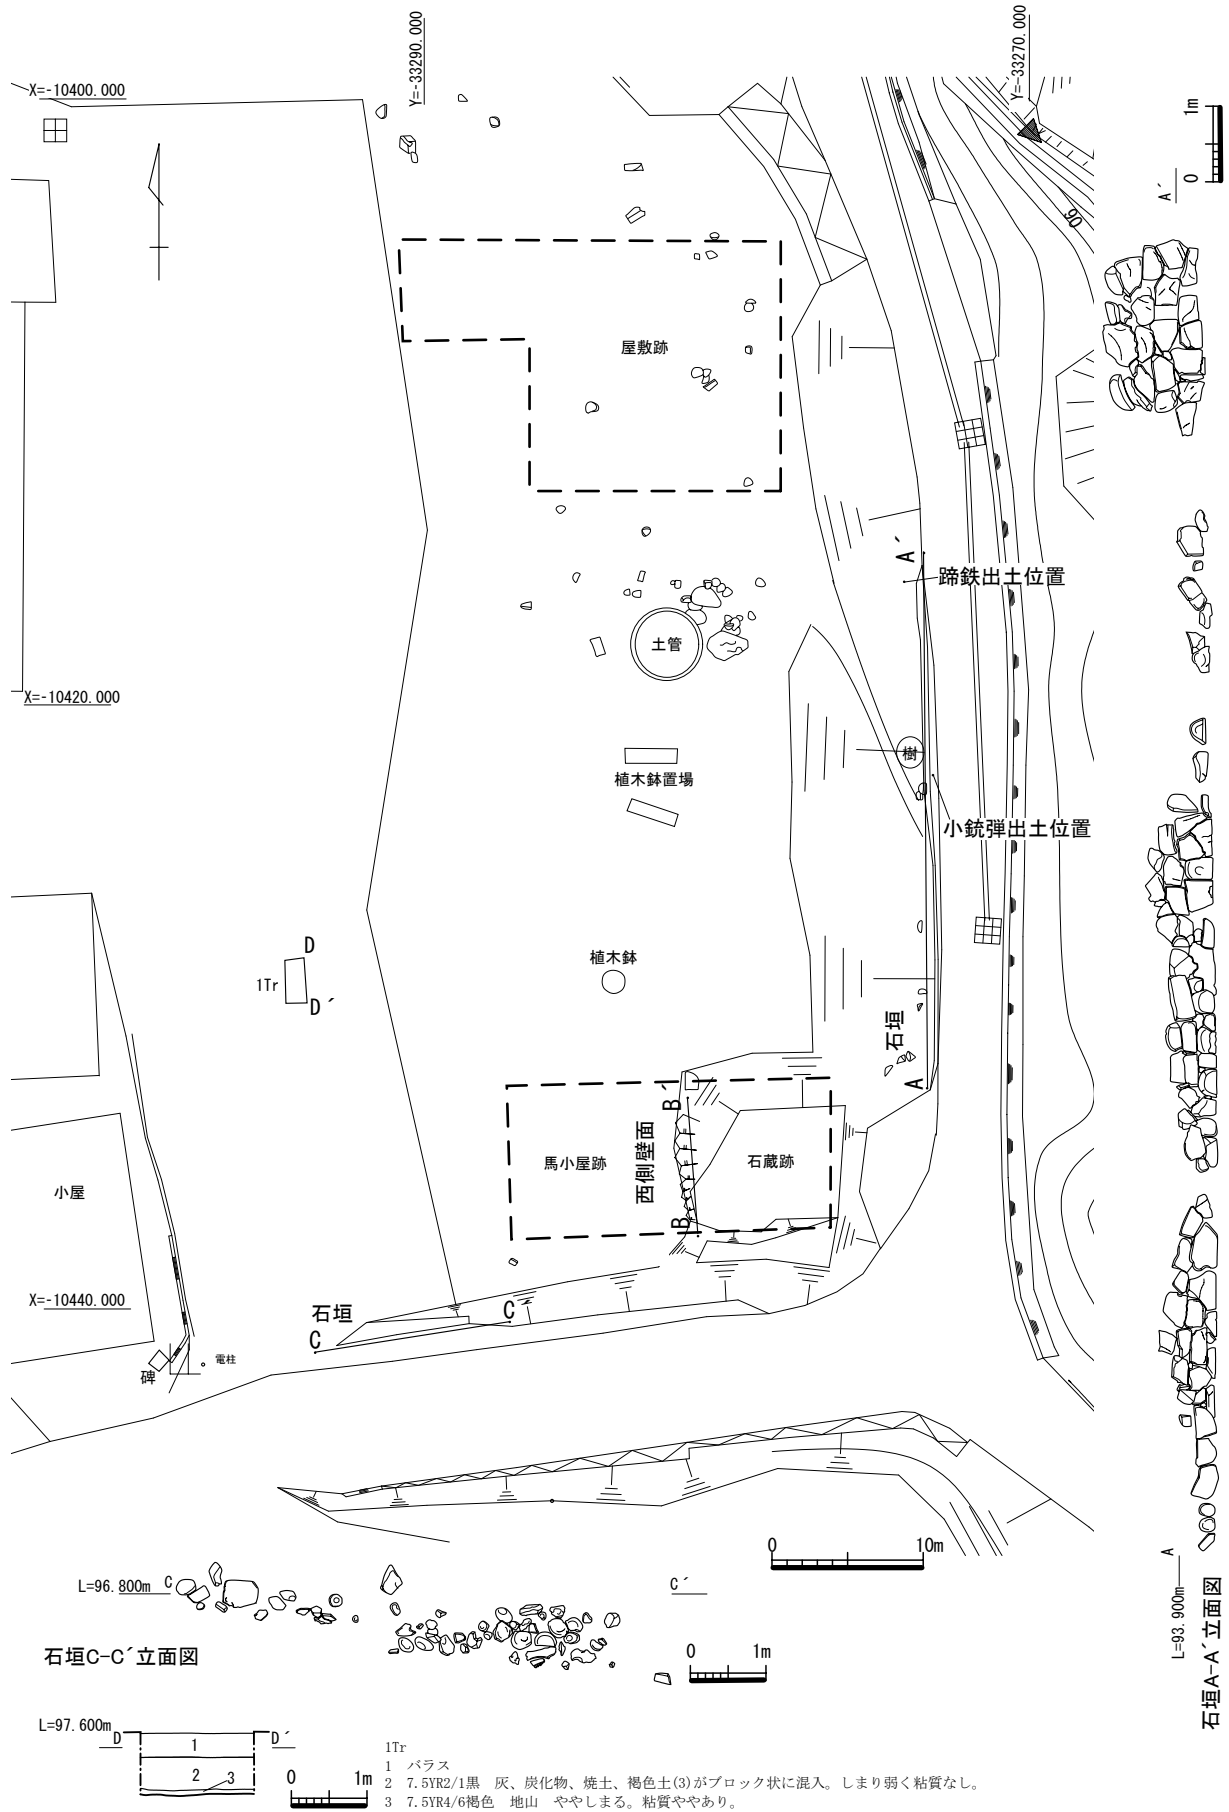 X=-10400.000
Y=-33290.000
Y=-33270.000
0 1m
A´
90
屋敷跡
A´
蹄鉄出土位置
土管
X=-10420.000
樹
植木鉢置場
小銃弾出土位置
D
植木鉢
1Tr
D´
石垣
A
B´
西側壁面
馬小屋跡
石蔵跡
小屋
B
X=-10440.000
石垣
C
C´
電柱
碑
0 10m
A
L=93.900m
石垣A-A´立面図
L=96.800m C
C´
石垣C-C´立面図
0 1m
L=97.600m
D
D´
1
2
3
0 1m
1Tr
1 バラス
2 7.5YR2/1黒 灰、炭化物、焼土、褐色土(3)がブロック状に混入。しまり弱く粘質なし。
3 7.5YR4/6褐色 地山 ややしまる。粘質ややあり。